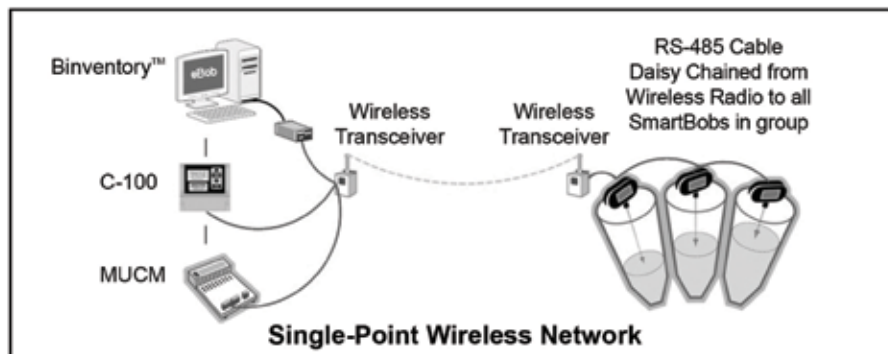 Binventory™
eBob
C-100
MUCM
Wireless
Transceiver
Wireless
Transceiver
RS-485 Cable
Daisy Chained from
Wireless Radio to all
SmartBobs in group
Single-Point Wireless Network